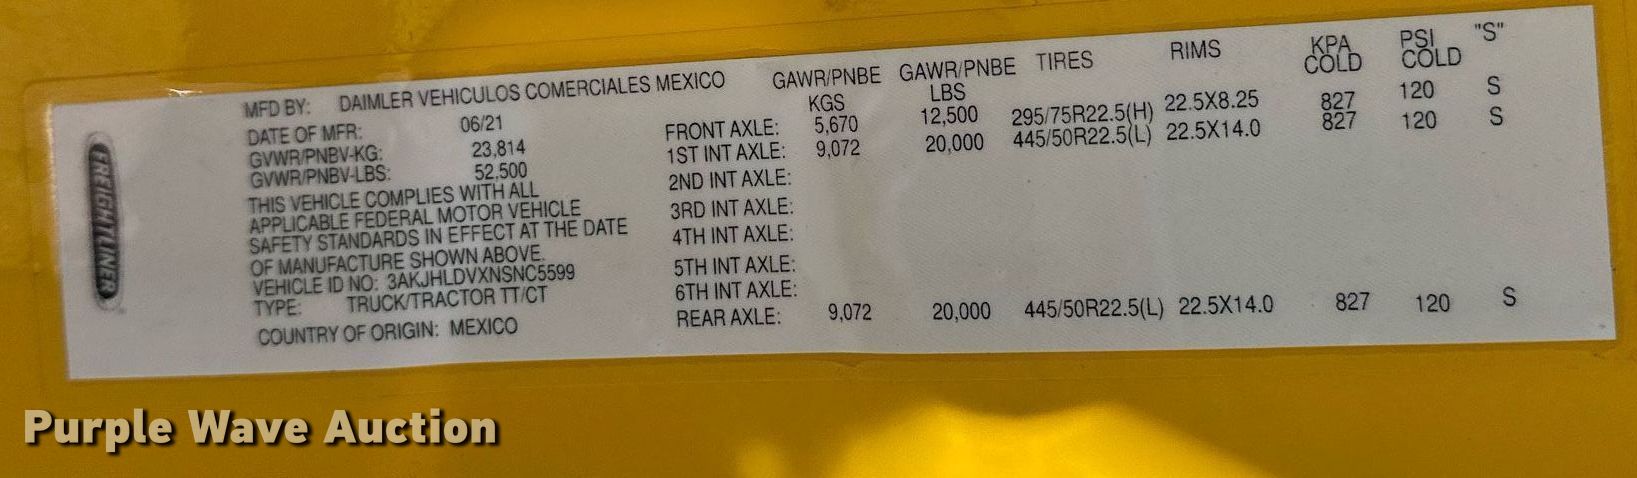 FREIGHTLINER
MFD BY: DAIMLER VEHICULOS COMERCIALES MEXICO
DATE OF MFR: 06/21
GVWR/PNBV-KG: 23,814
GVWR/PNBV-LBS: 52,500
THIS VEHICLE COMPLIES WITH ALL
APPLICABLE FEDERAL MOTOR VEHICLE
SAFETY STANDARDS IN EFFECT AT THE DATE
OF MANUFACTURE SHOWN ABOVE.
VEHICLE ID NO: 3AKJHLDVXNSNC5599
TYPE: TRUCK/TRACTOR TT/CT
COUNTRY OF ORIGIN: MEXICO
GAWR/PNBE GAWR/PNBE TIRES RIMS KPA PSI "S"
KGS LBS COLD COLD
FRONT AXLE: 5,670 12,500 295/75R22.5(H) 22.5X8.25 827 120 S
1ST INT AXLE: 9,072 20,000 445/50R22.5(L) 22.5X14.0 827 120 S
2ND INT AXLE:
3RD INT AXLE:
4TH INT AXLE:
5TH INT AXLE:
6TH INT AXLE:
REAR AXLE: 9,072 20,000 445/50R22.5(L) 22.5X14.0 827 120 S
Purple Wave Auction